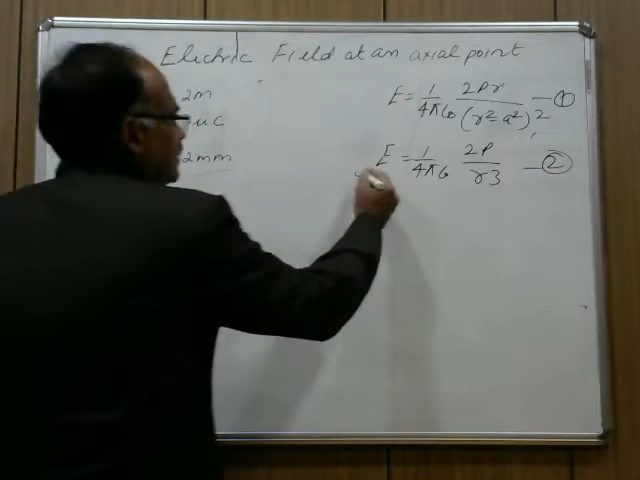 Electric Field at an axial point
2m
E = 1/4πε0 2Pr/(r²-a²)² — ①
μc
2mm
E = 1/4πε0 2P/r3 — ②